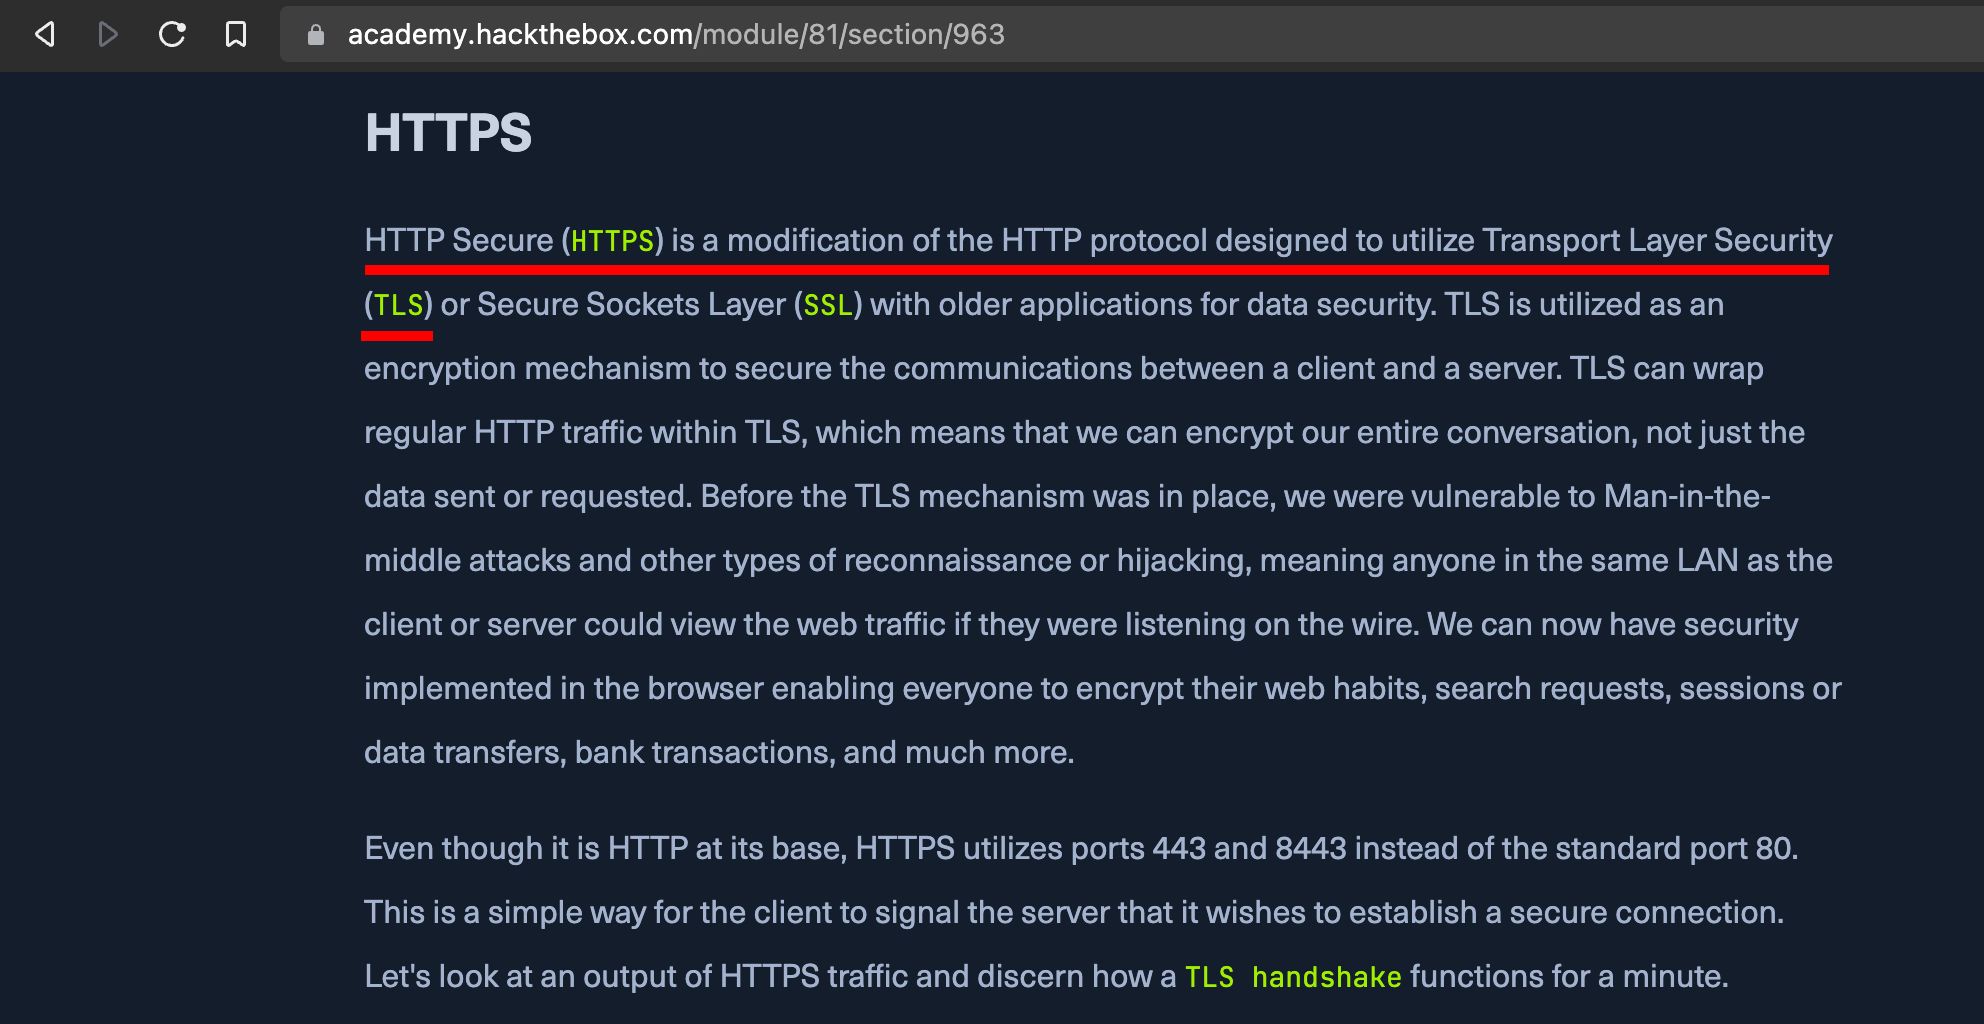 academy.hackthebox.com/module/81/section/963
HTTPS
HTTP Secure (HTTPS) is a modification of the HTTP protocol designed to utilize Transport Layer Security
(TLS) or Secure Sockets Layer (SSL) with older applications for data security. TLS is utilized as an
encryption mechanism to secure the communications between a client and a server. TLS can wrap
regular HTTP traffic within TLS, which means that we can encrypt our entire conversation, not just the
data sent or requested. Before the TLS mechanism was in place, we were vulnerable to Man-in-the-
middle attacks and other types of reconnaissance or hijacking, meaning anyone in the same LAN as the
client or server could view the web traffic if they were listening on the wire. We can now have security
implemented in the browser enabling everyone to encrypt their web habits, search requests, sessions or
data transfers, bank transactions, and much more.
Even though it is HTTP at its base, HTTPS utilizes ports 443 and 8443 instead of the standard port 80.
This is a simple way for the client to signal the server that it wishes to establish a secure connection.
Let's look at an output of HTTPS traffic and discern how a TLS handshake functions for a minute.